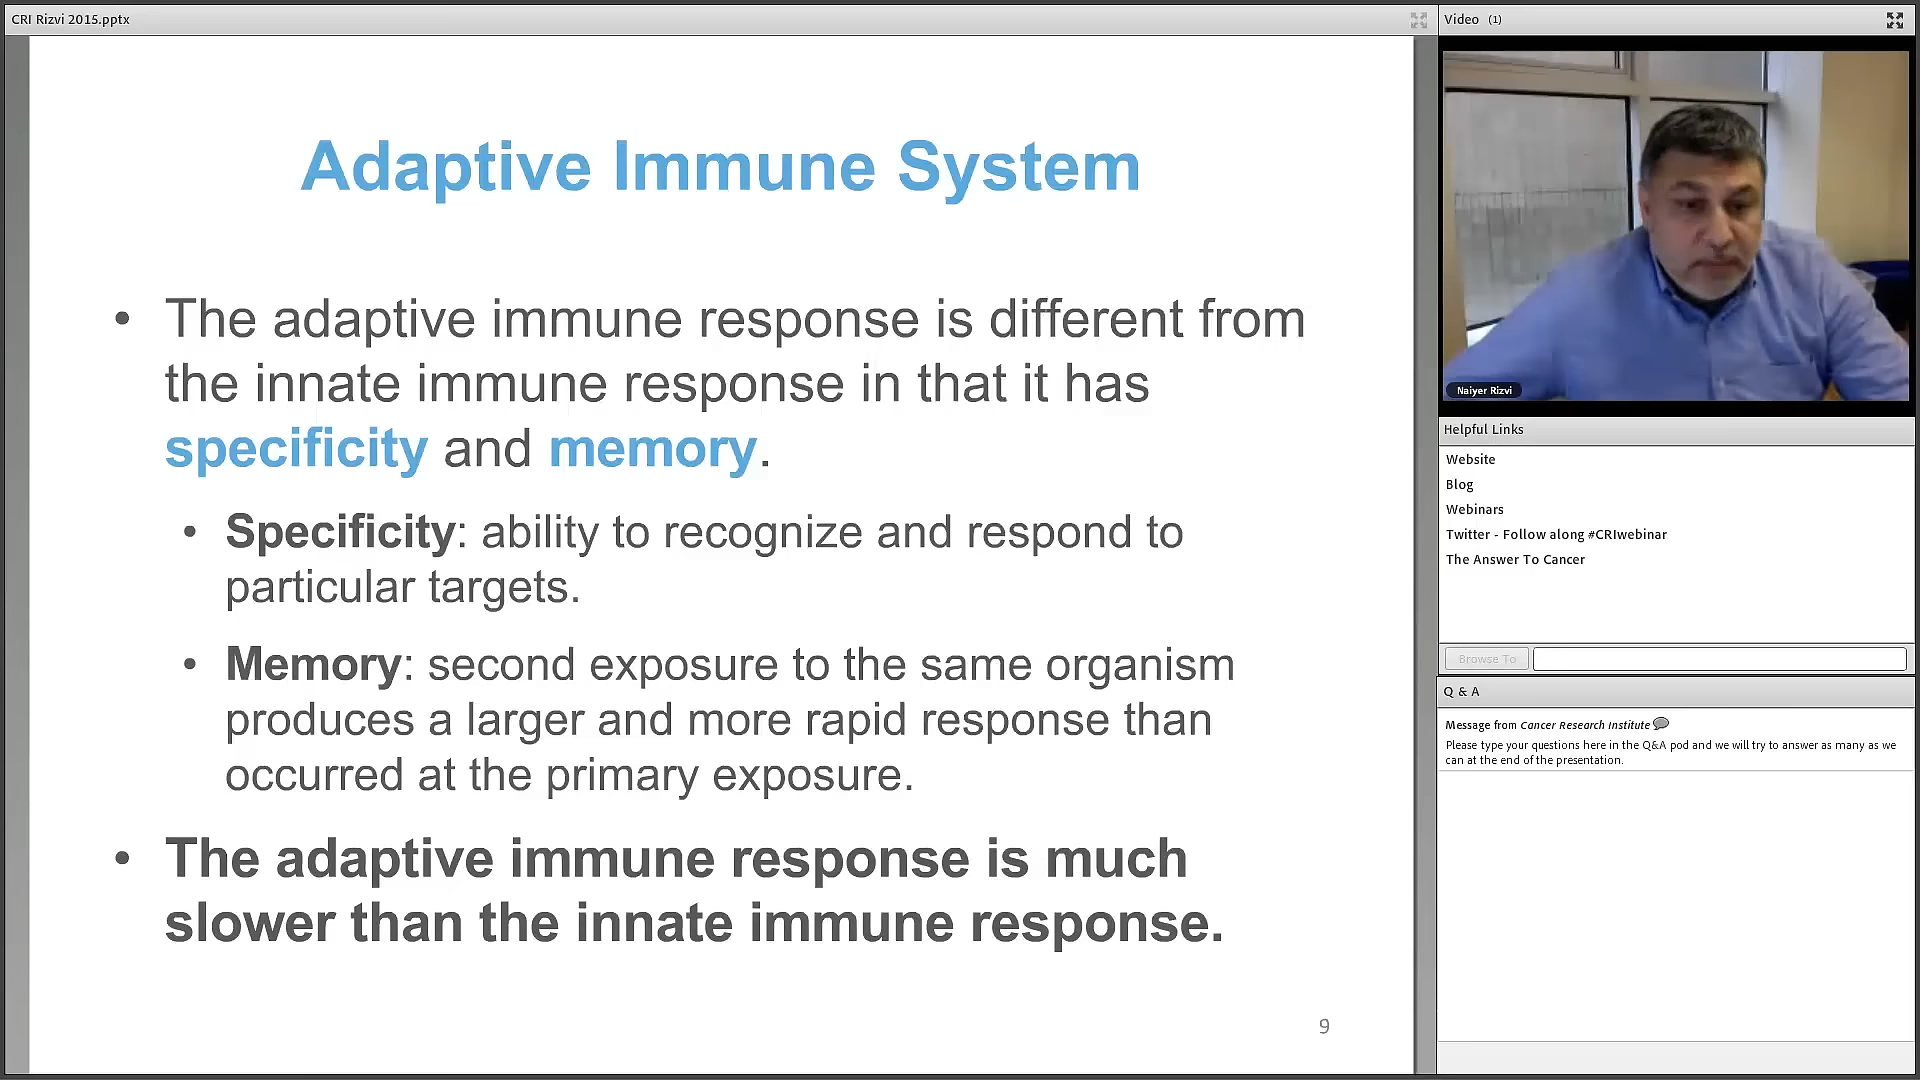 CRI Rizvi 2015.pptx
Adaptive Immune System
• The adaptive immune response is different from
the innate immune response in that it has
specificity and memory.
• Specificity: ability to recognize and respond to
particular targets.
• Memory: second exposure to the same organism
produces a larger and more rapid response than
occurred at the primary exposure.
• The adaptive immune response is much
slower than the innate immune response.
9
Video (1)
Naiyer Rizvi
Helpful Links
Website
Blog
Webinars
Twitter - Follow along #CRIwebinar
The Answer To Cancer
Browse To
Q & A
Message from Cancer Research Institute
Please type your questions here in the Q&A pod and we will try to answer as many as we
can at the end of the presentation.